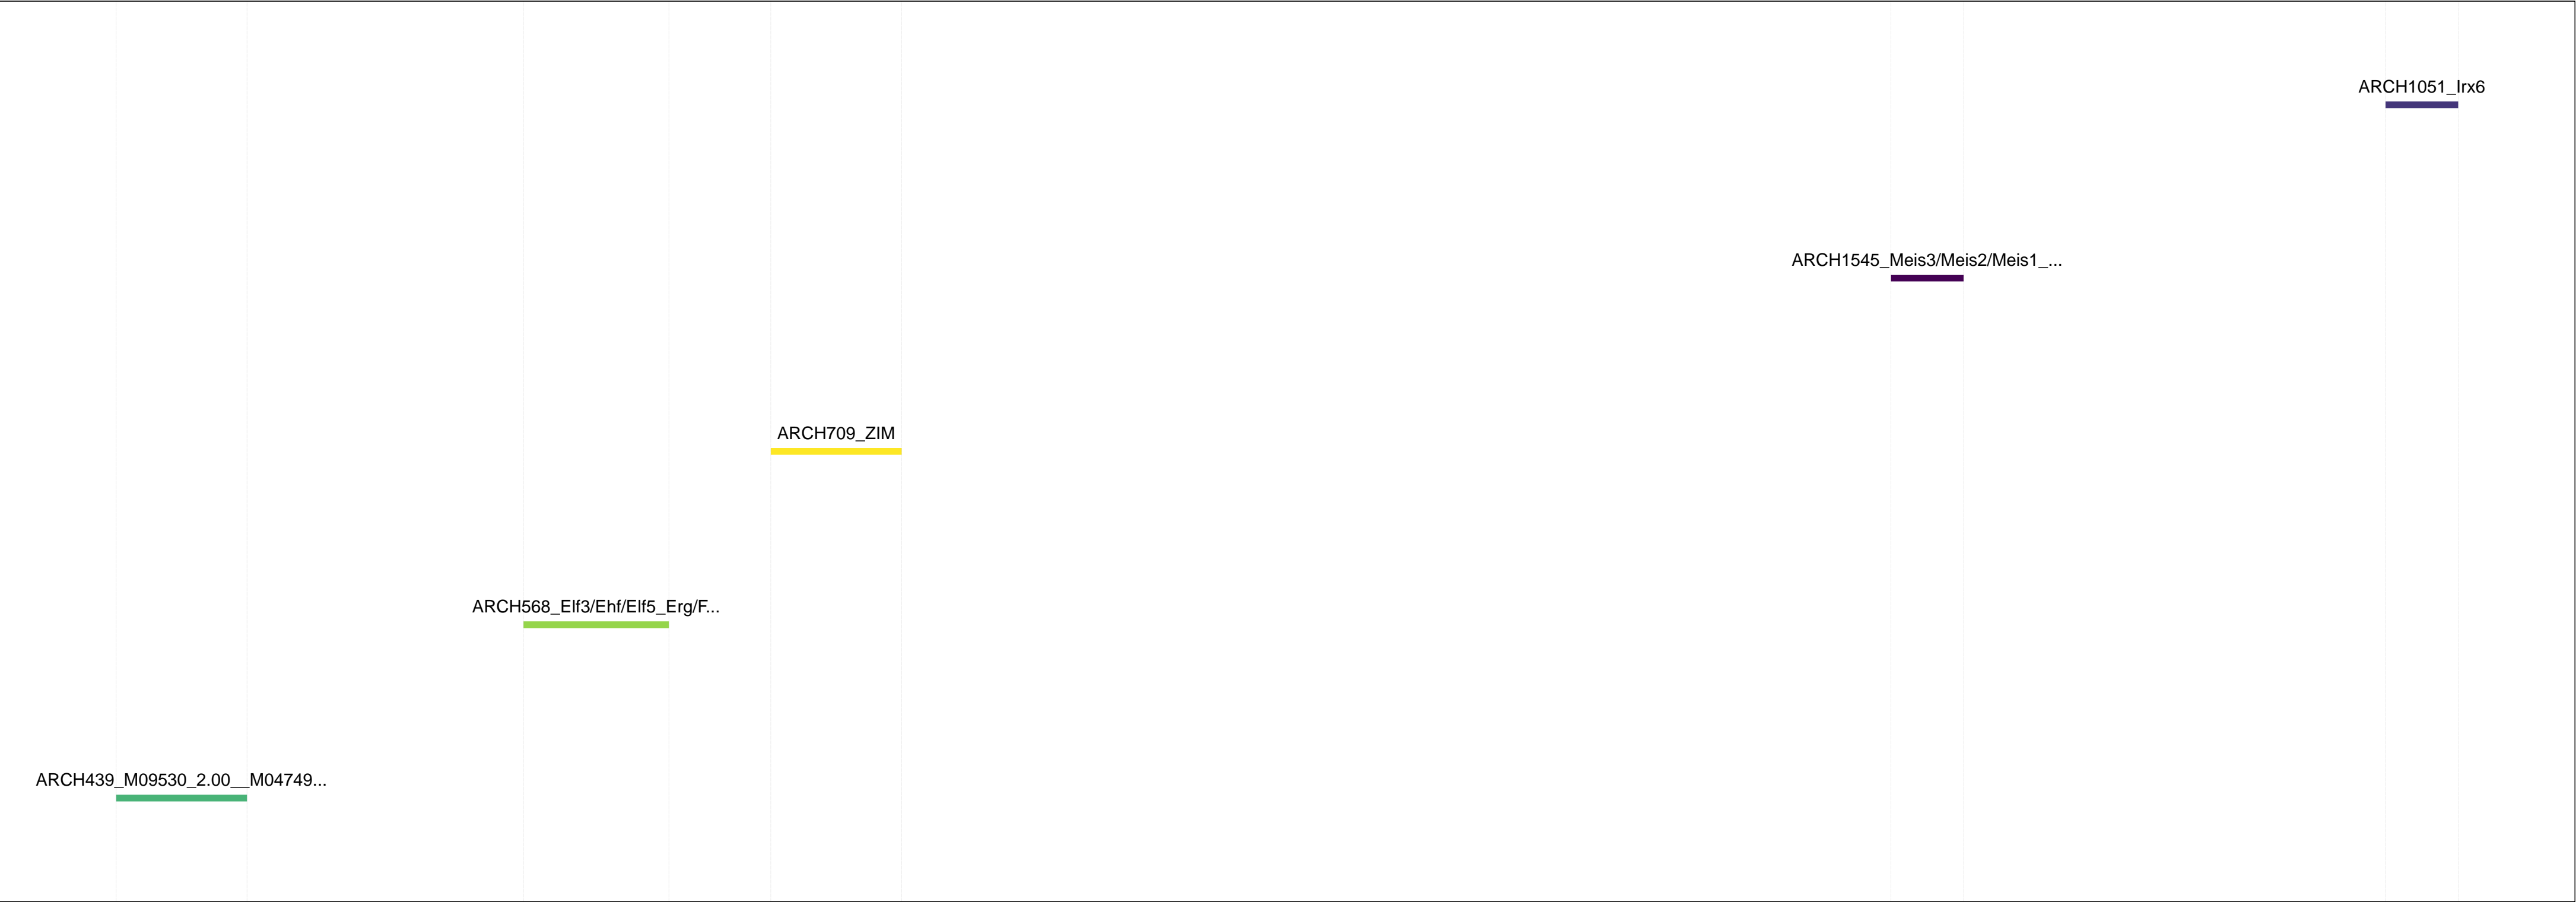 ARCH1051_Irx6
ARCH1545_Meis3/Meis2/Meis1_...
ARCH709_ZIM
ARCH568_Elf3/Ehf/Elf5_Erg/F...
ARCH439_M09530_2.00__M04749...